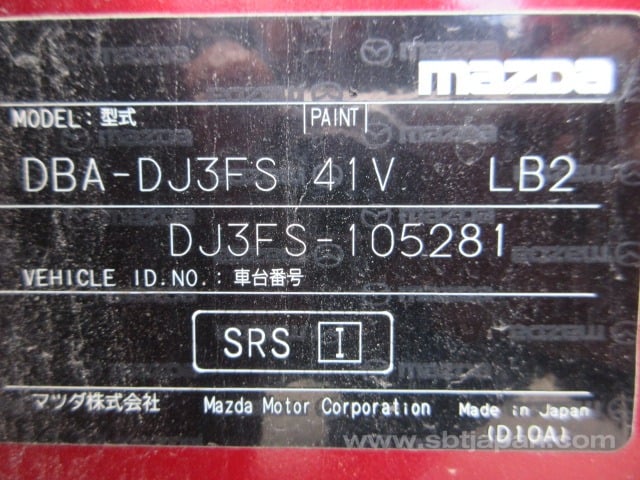 mazda
MODEL: 型式 PAINT
DBA-DJ3FS 41V LB2
DJ3FS-105281
VEHICLE ID.NO.: 車台番号
SRS I
マツダ株式会社 Mazda Motor Corporation Made in Japan
(D10A)
www.sbtjapan.com